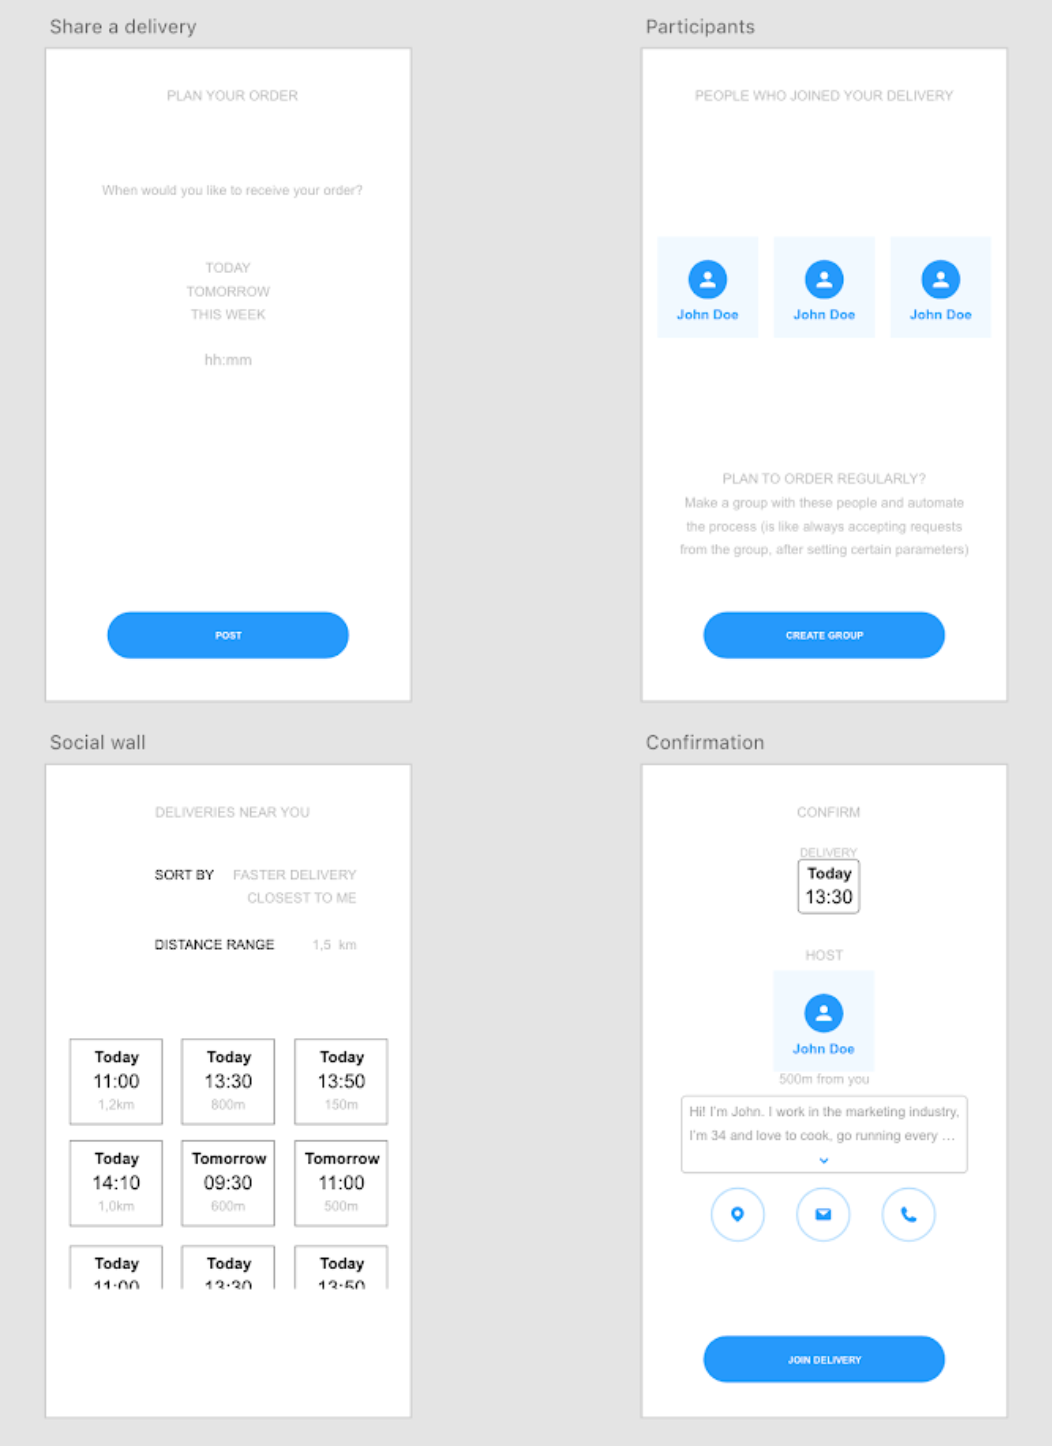 Share a delivery
PLAN YOUR ORDER
When would you like to receive your order?
TODAY
TOMORROW
THIS WEEK
hh:mm
POST
Participants
PEOPLE WHO JOINED YOUR DELIVERY
John Doe
John Doe
John Doe
PLAN TO ORDER REGULARLY?
Make a group with these people and automate
the process (is like always accepting requests
from the group, after setting certain parameters)
CREATE GROUP
Social wall
DELIVERIES NEAR YOU
SORT BY FASTER DELIVERY
CLOSEST TO ME
DISTANCE RANGE 1,5 km
Today
11:00
1,2km
Today
13:30
800m
Today
13:50
150m
Today
14:10
1,0km
Tomorrow
09:30
600m
Tomorrow
11:00
500m
Today
11:00
Today
13:30
Today
13:50
Confirmation
CONFIRM
DELIVERY
Today
13:30
HOST
John Doe
500m from you
Hi! I'm John. I work in the marketing industry,
I'm 34 and love to cook, go running every ...
JOIN DELIVERY